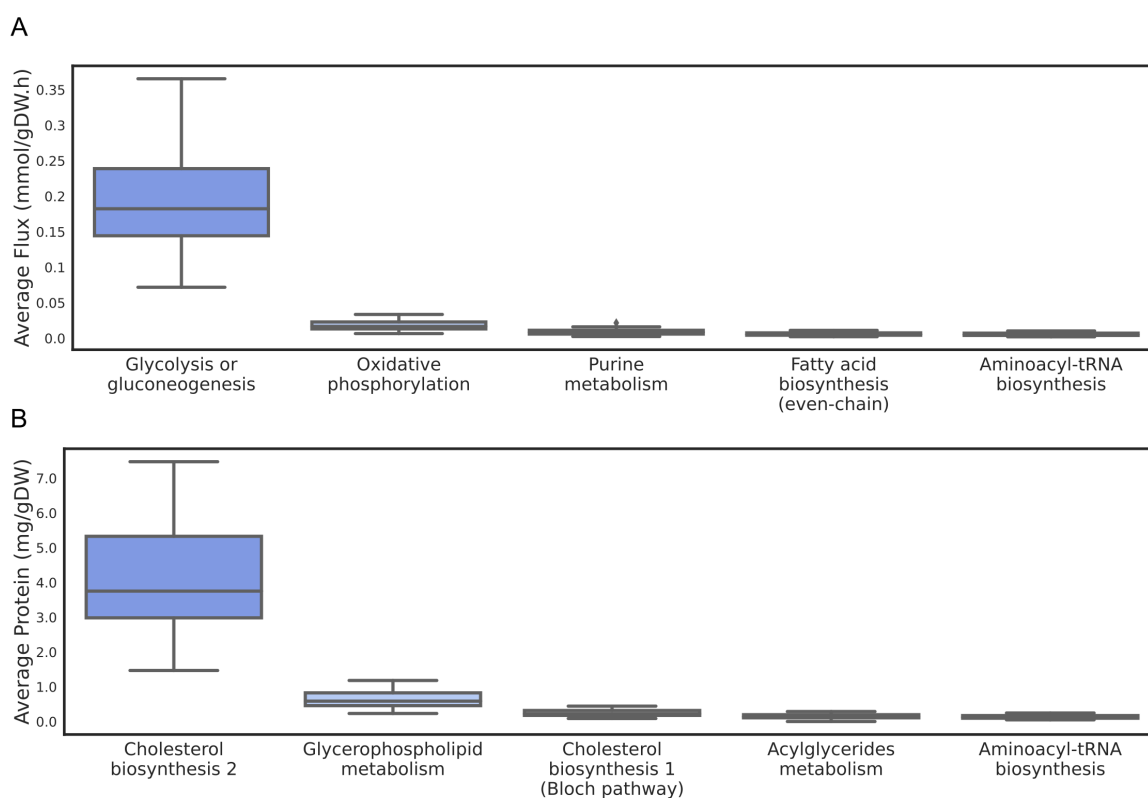 A
Average Flux (mmol/gDW.h)
0.35
0.3
0.25
0.2
0.15
0.1
0.05
0.0
Glycolysis or
gluconeogenesis
Oxidative
phosphorylation
Purine
metabolism
Fatty acid
biosynthesis
(even-chain)
Aminoacyl-tRNA
biosynthesis
B
Average Protein (mg/gDW)
7.0
6.0
5.0
4.0
3.0
2.0
1.0
0.0
Cholesterol
biosynthesis 2
Glycerophospholipid
metabolism
Cholesterol
biosynthesis 1
(Bloch pathway)
Acylglycerides
metabolism
Aminoacyl-tRNA
biosynthesis